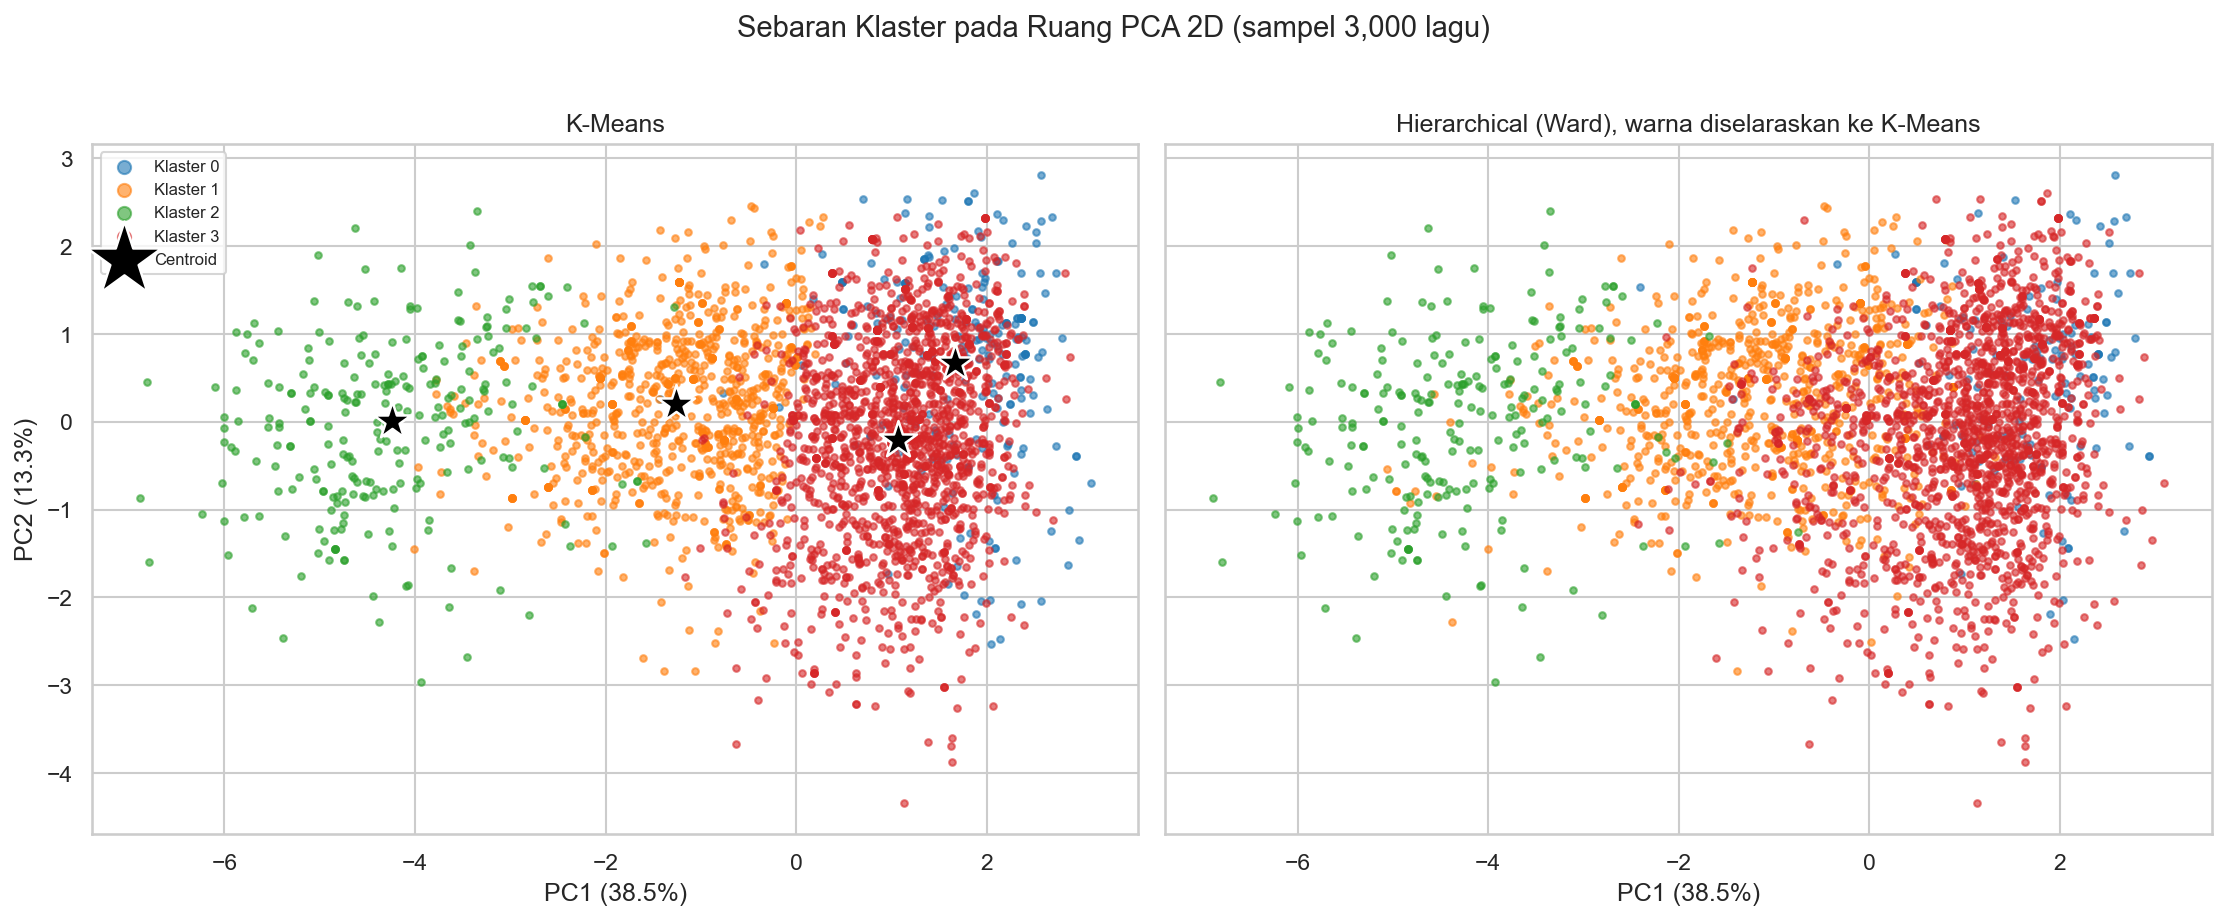 Sebaran Klaster pada Ruang PCA 2D (sampel 3,000 lagu)
K-Means
Klaster 0
Klaster 1
Klaster 2
Klaster 3
Centroid
3
2
1
0
−1
−2
−3
−4
PC2 (13.3%)
−6 −4 −2 0 2
PC1 (38.5%)
Hierarchical (Ward), warna diselaraskan ke K-Means
−6 −4 −2 0 2
PC1 (38.5%)